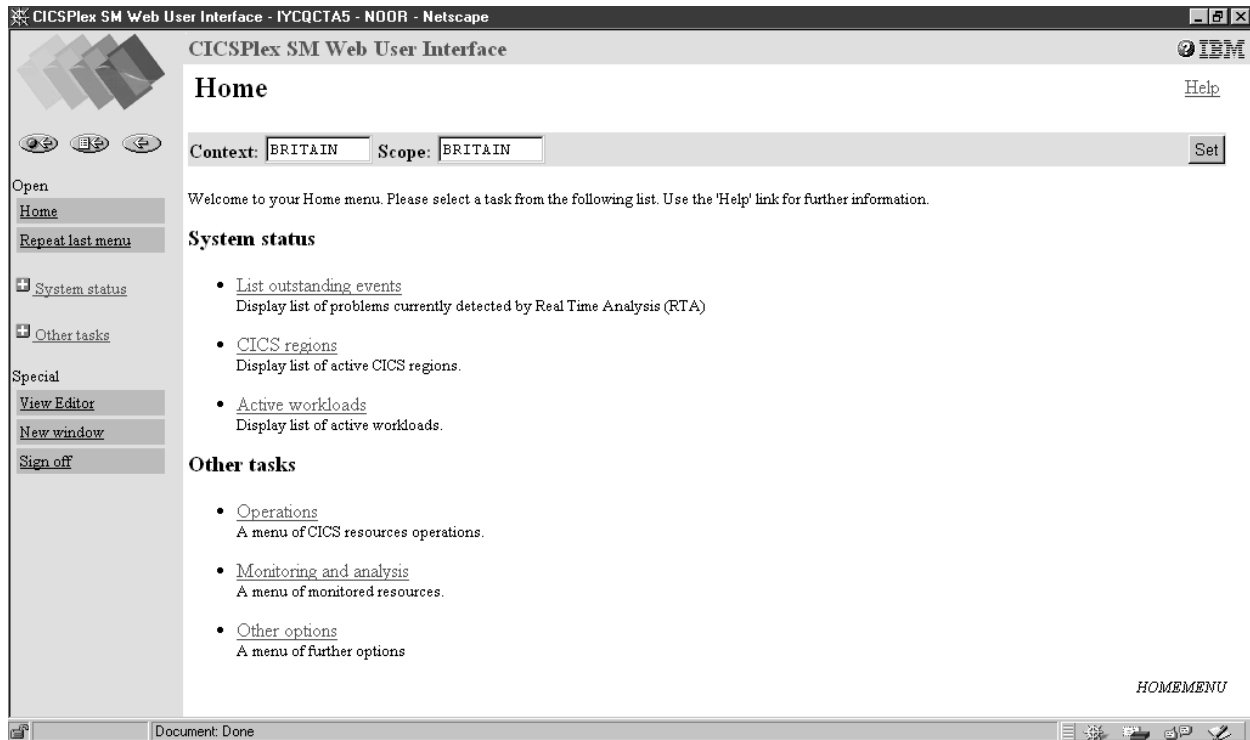 CICSPlex SM Web User Interface - IYCQCTA5 - NOOR - Netscape
CICSPlex SM Web User Interface
IBM
Home
Help
Context: BRITAIN Scope: BRITAIN Set
Open
Home
Repeat last menu
System status
Other tasks
Special
View Editor
New window
Sign off
Welcome to your Home menu. Please select a task from the following list. Use the 'Help' link for further information.
System status
• List outstanding events
Display list of problems currently detected by Real Time Analysis (RTA)
• CICS regions
Display list of active CICS regions.
• Active workloads
Display list of active workloads.
Other tasks
• Operations
A menu of CICS resources operations.
• Monitoring and analysis
A menu of monitored resources.
• Other options
A menu of further options
HOMEMENU
Document: Done